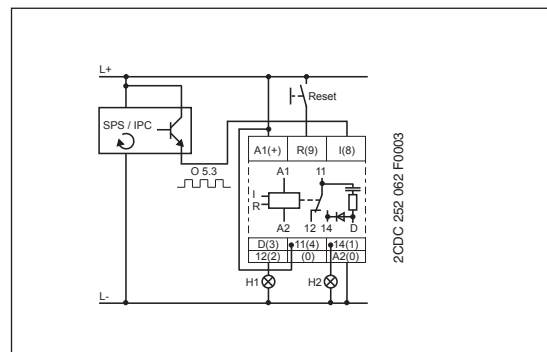 L+
Reset
SPS / IPC
A1(+) R(9) I(8)
O 5.3
A1 11
I
R
A2 12 14 D
D(3) 11(4) 14(1)
12(2) (0) A2(0)
H1 H2
L-
2CDC 252 062 F0003